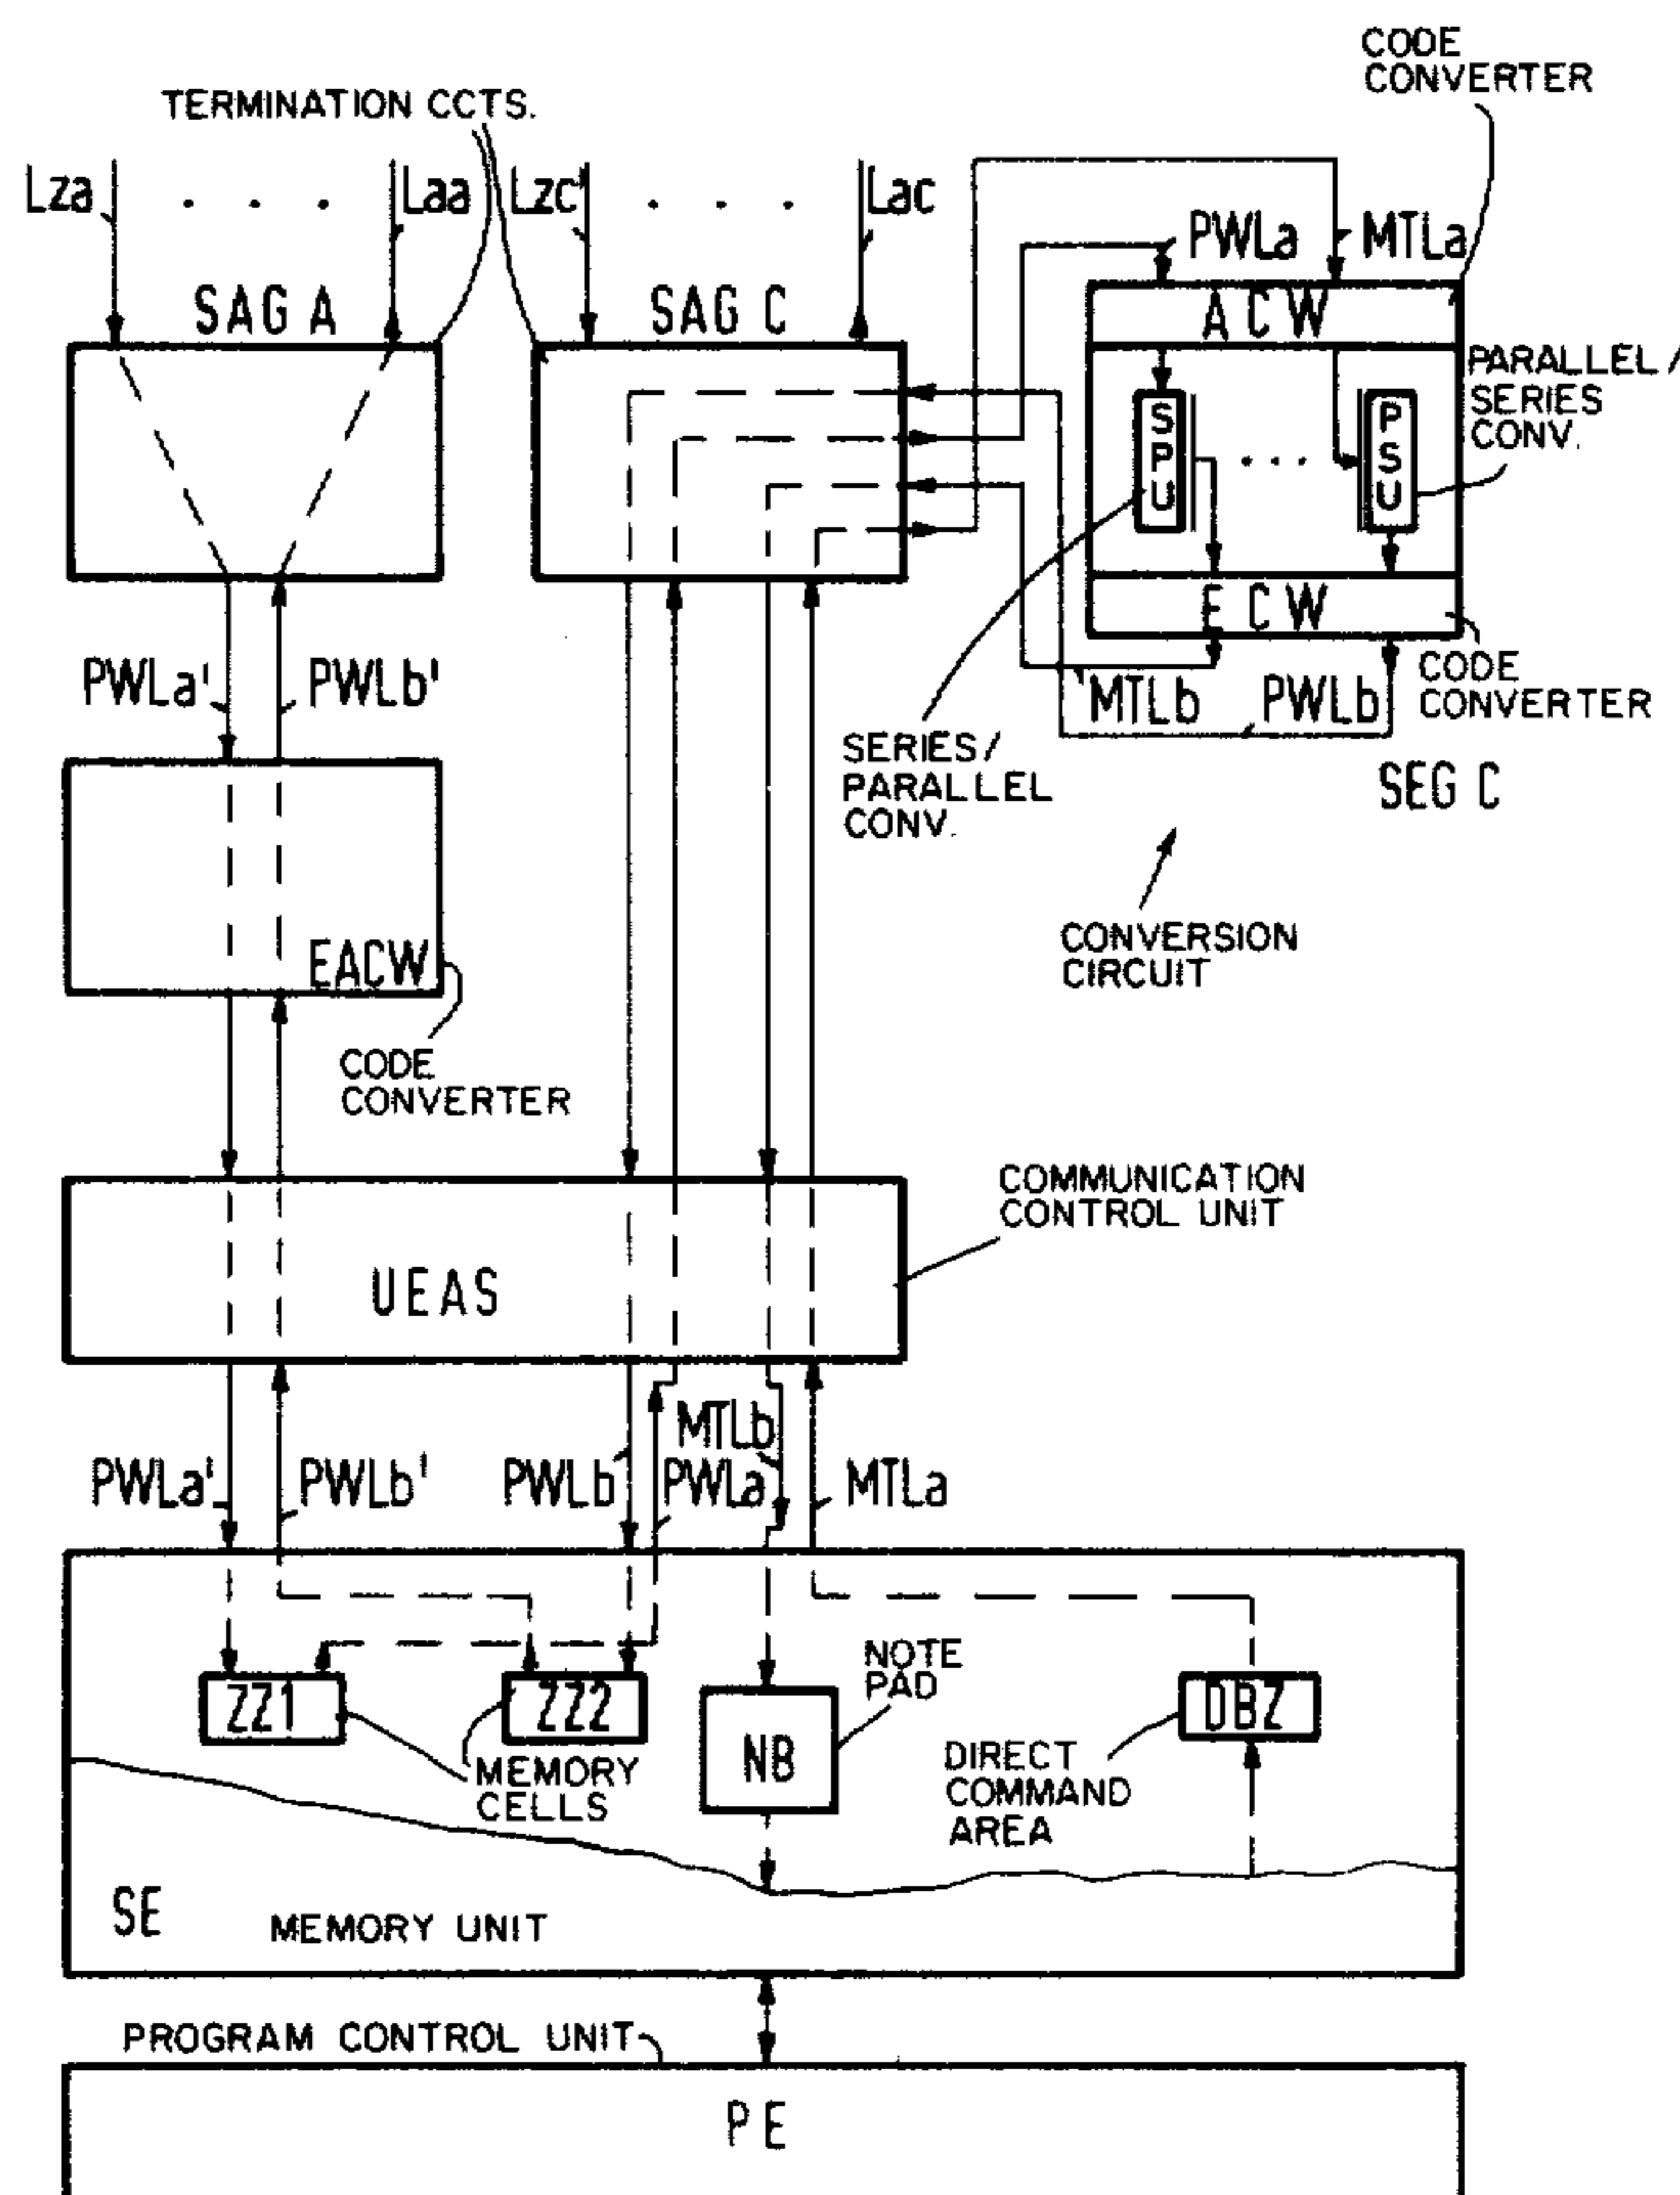 CODE
CONVERTER
TERMINATION CCTS.
Lza
Laa
Lzc'
Lac
PWLa
MTLa
SAG A
SAG C
ACW
PARALLEL/
SERIES
CONV.
SPU
PSU
ECW
PWLa'
PWLb'
MTLb
PWLb
CODE
CONVERTER
SERIES/
PARALLEL
CONV.
SEG C
EACW
CONVERSION
CIRCUIT
CODE
CONVERTER
COMMUNICATION
CONTROL UNIT
UEAS
MTLb
PWLa'
PWLb'
PWLb
PWLa
MTLa
NOTE
PAD
ZZ1
ZZ2
DBZ
NB
MEMORY
CELLS
DIRECT
COMMAND
AREA
SE
MEMORY UNIT
PROGRAM CONTROL UNIT
PE